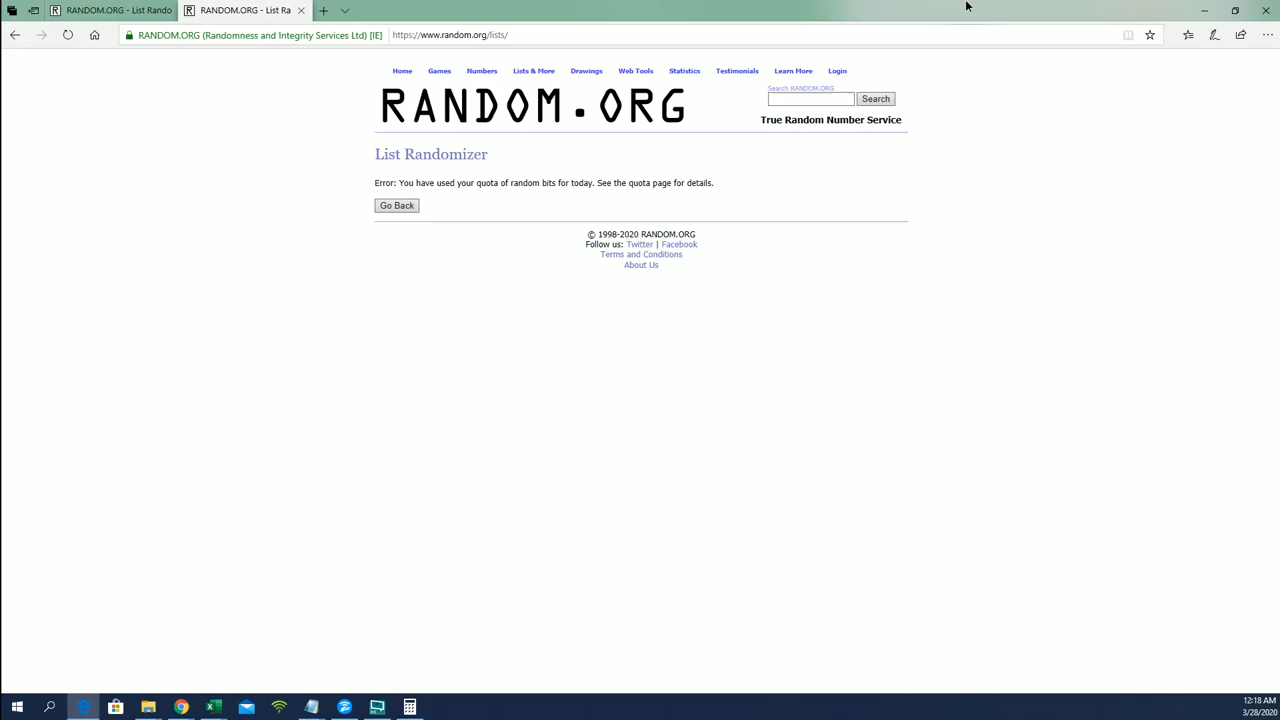 RANDOM.ORG - List Rando
RANDOM.ORG - List Ra
RANDOM.ORG (Randomness and Integrity Services Ltd) [IE]
https://www.random.org/lists/
Home Games Numbers Lists & More Drawings Web Tools Statistics Testimonials Learn More Login
RANDOM.ORG
Search RANDOM.ORG
Search
True Random Number Service
List Randomizer
Error: You have used your quota of random bits for today. See the quota page for details.
Go Back
© 1998-2020 RANDOM.ORG
Follow us: Twitter | Facebook
Terms and Conditions
About Us
12:18 AM
3/28/2020